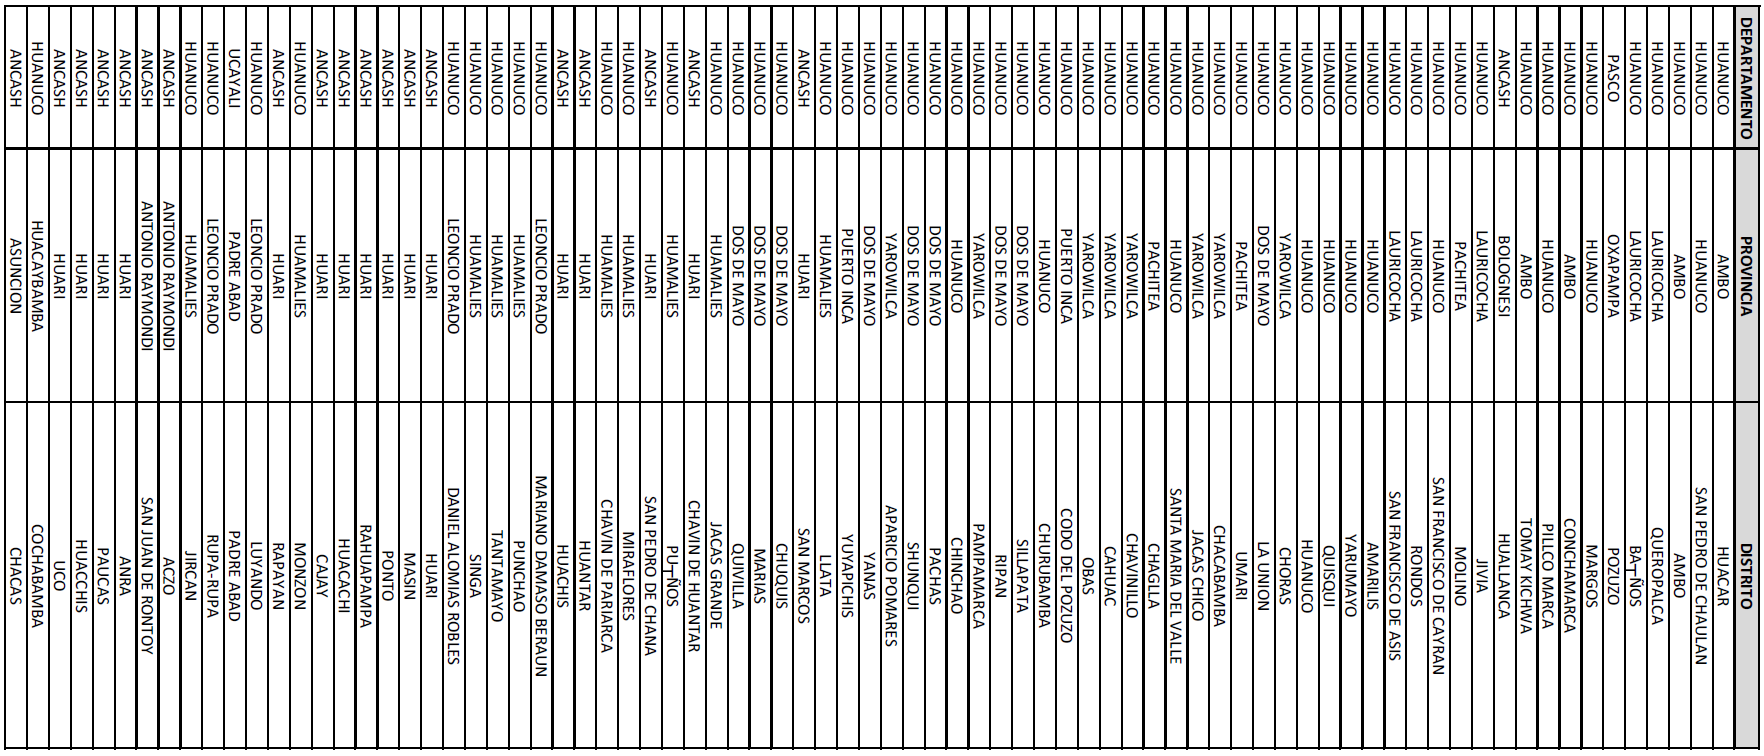 DEPARTAMENTO PROVINCIA DISTRITO
HUANUCO AMBO HUACAR
HUANUCO HUANUCO SAN PEDRO DE CHAULAN
HUANUCO AMBO AMBO
HUANUCO LAURICOCHA QUEROPALCA
HUANUCO LAURICOCHA BA┬ÑOS
PASCO OXAPAMPA POZUZO
HUANUCO HUANUCO MARGOS
HUANUCO AMBO CONCHAMARCA
HUANUCO HUANUCO PILLCO MARCA
HUANUCO AMBO TOMAY KICHWA
ANCASH BOLOGNESI HUALLANCA
HUANUCO LAURICOCHA JIVIA
HUANUCO PACHITEA MOLINO
HUANUCO HUANUCO SAN FRANCISCO DE CAYRAN
HUANUCO LAURICOCHA RONDOS
HUANUCO LAURICOCHA SAN FRANCISCO DE ASIS
HUANUCO HUANUCO AMARILIS
HUANUCO HUANUCO YARUMAYO
HUANUCO HUANUCO QUISQUI
HUANUCO HUANUCO HUANUCO
HUANUCO YAROWILCA CHORAS
HUANUCO DOS DE MAYO LA UNION
HUANUCO PACHITEA UMARI
HUANUCO YAROWILCA CHACABAMBA
HUANUCO YAROWILCA JACAS CHICO
HUANUCO HUANUCO SANTA MARIA DEL VALLE
HUANUCO PACHITEA CHAGLLA
HUANUCO YAROWILCA CHAVINILLO
HUANUCO YAROWILCA CAHUAC
HUANUCO YAROWILCA OBAS
HUANUCO PUERTO INCA CODO DEL POZUZO
HUANUCO HUANUCO CHURUBAMBA
HUANUCO DOS DE MAYO SILLAPATA
HUANUCO DOS DE MAYO RIPAN
HUANUCO YAROWILCA PAMPAMARCA
HUANUCO HUANUCO CHINCHAO
HUANUCO DOS DE MAYO PACHAS
HUANUCO DOS DE MAYO SHUNQUI
HUANUCO YAROWILCA APARICIO POMARES
HUANUCO DOS DE MAYO YANAS
HUANUCO PUERTO INCA YUYAPICHIS
HUANUCO HUAMALIES LLATA
ANCASH HUARI SAN MARCOS
HUANUCO DOS DE MAYO CHUQUIS
HUANUCO DOS DE MAYO MARIAS
HUANUCO DOS DE MAYO QUIVILLA
HUANUCO HUAMALIES JACAS GRANDE
ANCASH HUARI CHAVIN DE HUANTAR
HUANUCO HUAMALIES PU┬ÑOS
ANCASH HUARI SAN PEDRO DE CHANA
HUANUCO HUAMALIES MIRAFLORES
HUANUCO HUAMALIES CHAVIN DE PARIARCA
ANCASH HUARI HUANTAR
ANCASH HUARI HUACHIS
HUANUCO LEONCIO PRADO MARIANO DAMASO BERAUN
HUANUCO HUAMALIES PUNCHAO
HUANUCO HUAMALIES TANTAMAYO
HUANUCO HUAMALIES SINGA
HUANUCO LEONCIO PRADO DANIEL ALOMIAS ROBLES
ANCASH HUARI HUARI
ANCASH HUARI MASIN
ANCASH HUARI PONTO
ANCASH HUARI RAHUAPAMPA
ANCASH HUARI HUACACHI
ANCASH HUARI CAJAY
HUANUCO HUAMALIES MONZON
ANCASH HUARI RAPAYAN
HUANUCO LEONCIO PRADO LUYANDO
UCAYALI PADRE ABAD PADRE ABAD
HUANUCO LEONCIO PRADO RUPA-RUPA
HUANUCO HUAMALIES JIRCAN
ANCASH ANTONIO RAYMONDI ACZO
ANCASH ANTONIO RAYMONDI SAN JUAN DE RONTOY
ANCASH HUARI ANRA
ANCASH HUARI PAUCAS
ANCASH HUARI HUACCHIS
ANCASH HUARI UCO
HUANUCO HUACAYBAMBA COCHABAMBA
ANCASH ASUNCION CHACAS